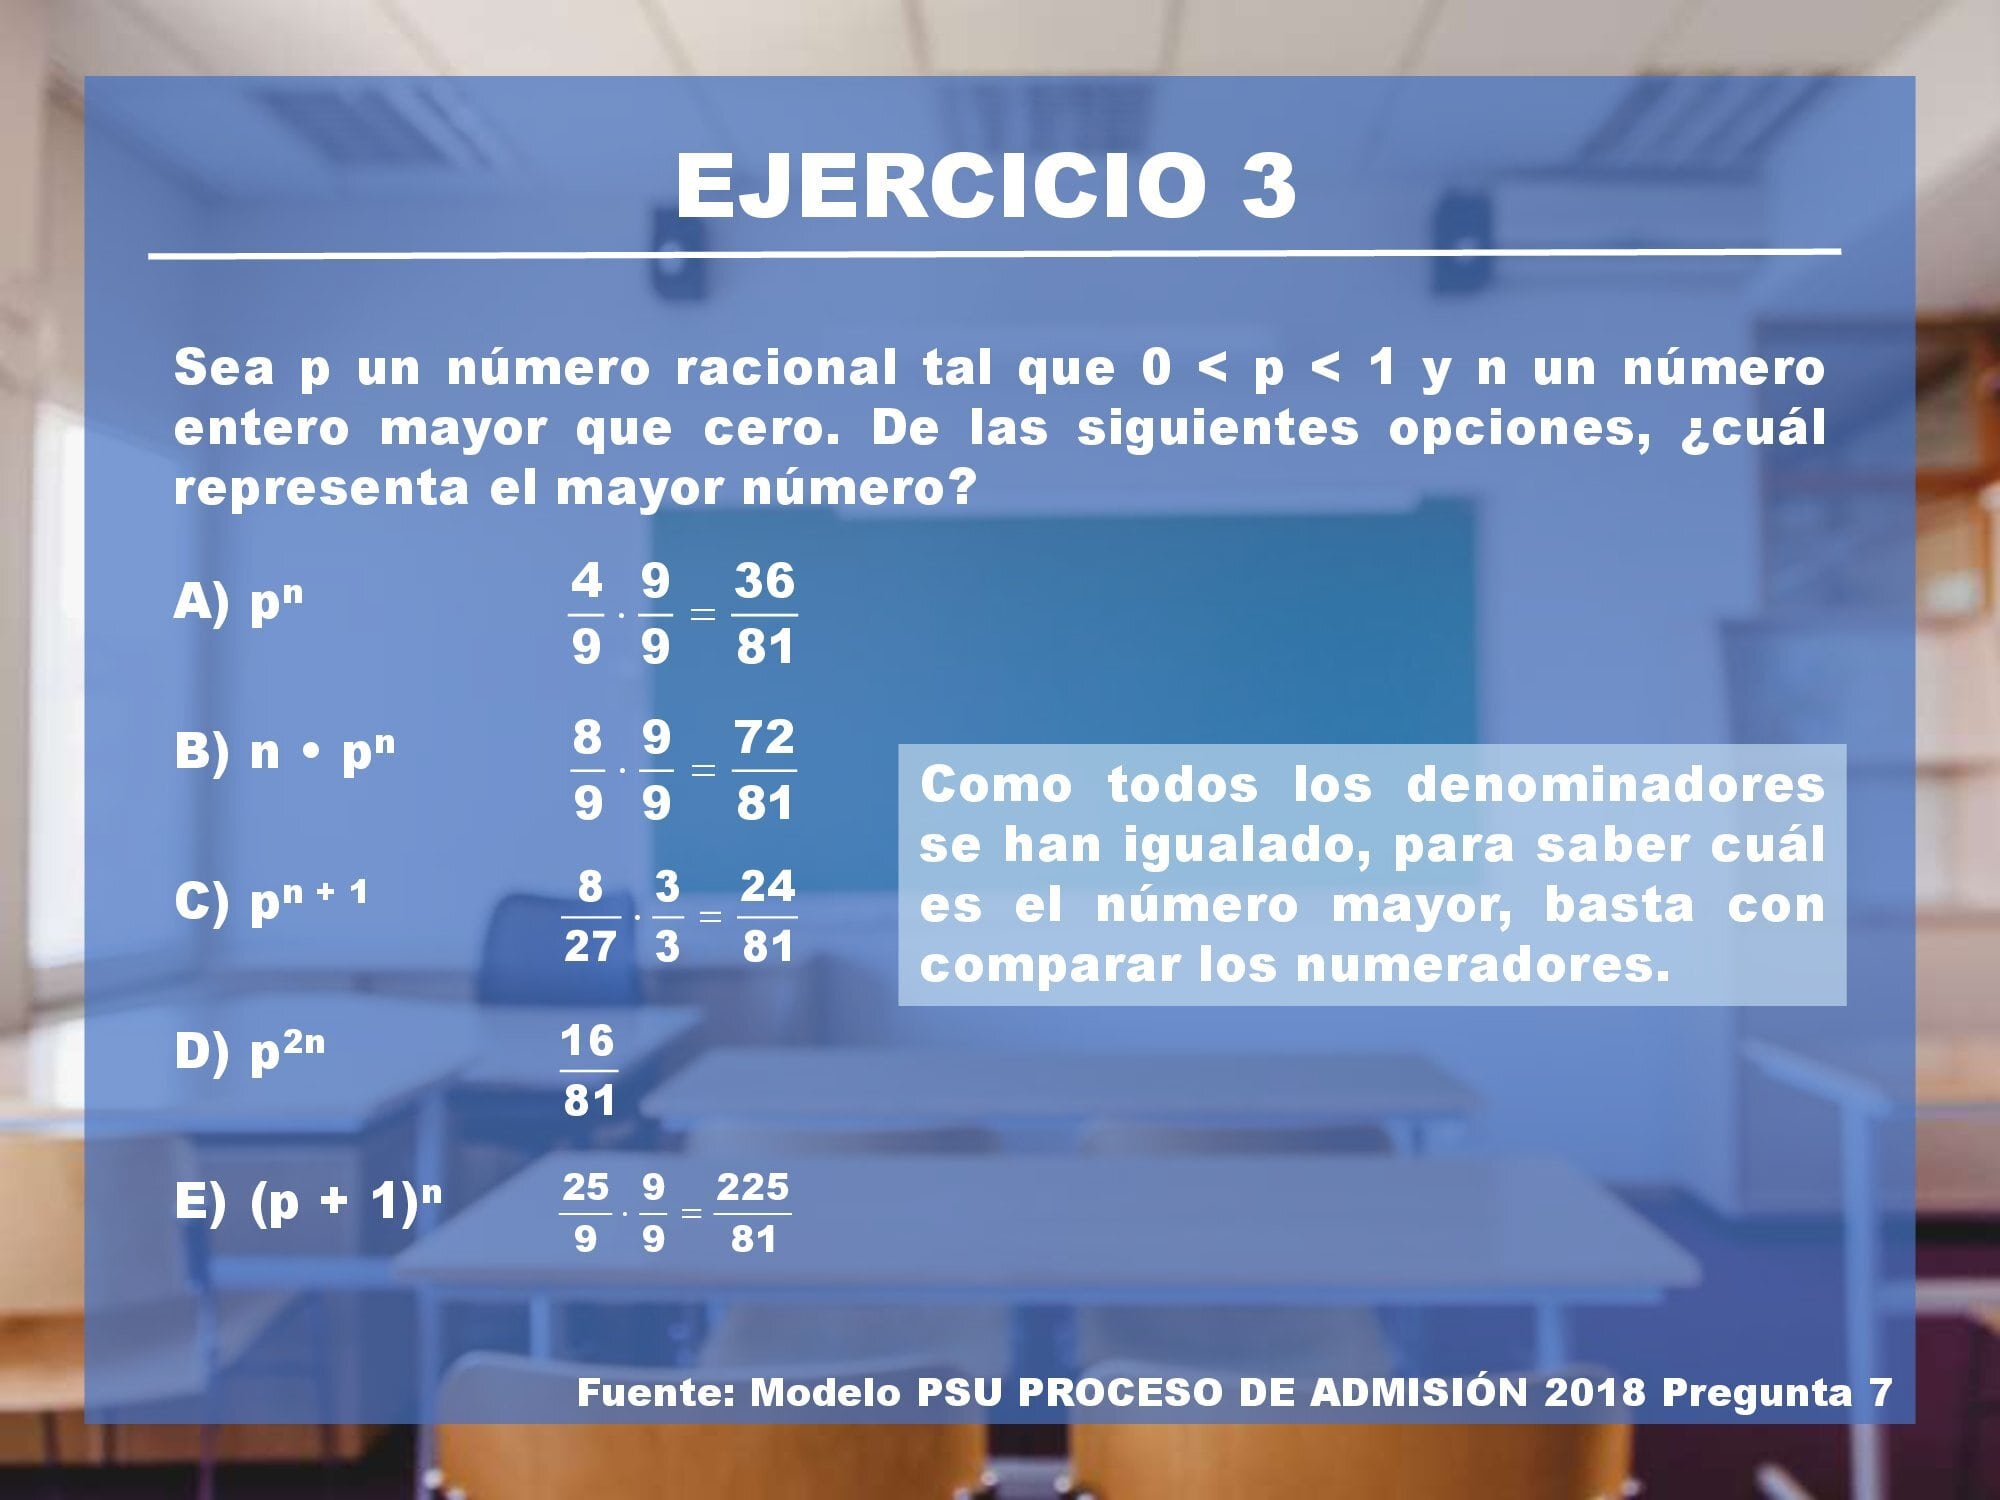 EJERCICIO 3
Sea p un número racional tal que 0 < p < 1 y n un número
entero mayor que cero. De las siguientes opciones, ¿cuál
representa el mayor número?
A) pⁿ 4/9 · 9/9 = 36/81
B) n • pⁿ 8/9 · 9/9 = 72/81
C) pⁿ ⁺ ¹ 8/27 · 3/3 = 24/81
Como todos los denominadores
se han igualado, para saber cuál
es el número mayor, basta con
comparar los numeradores.
D) p²ⁿ 16/81
E) (p + 1)ⁿ 25/9 · 9/9 = 225/81
Fuente: Modelo PSU PROCESO DE ADMISIÓN 2018 Pregunta 7